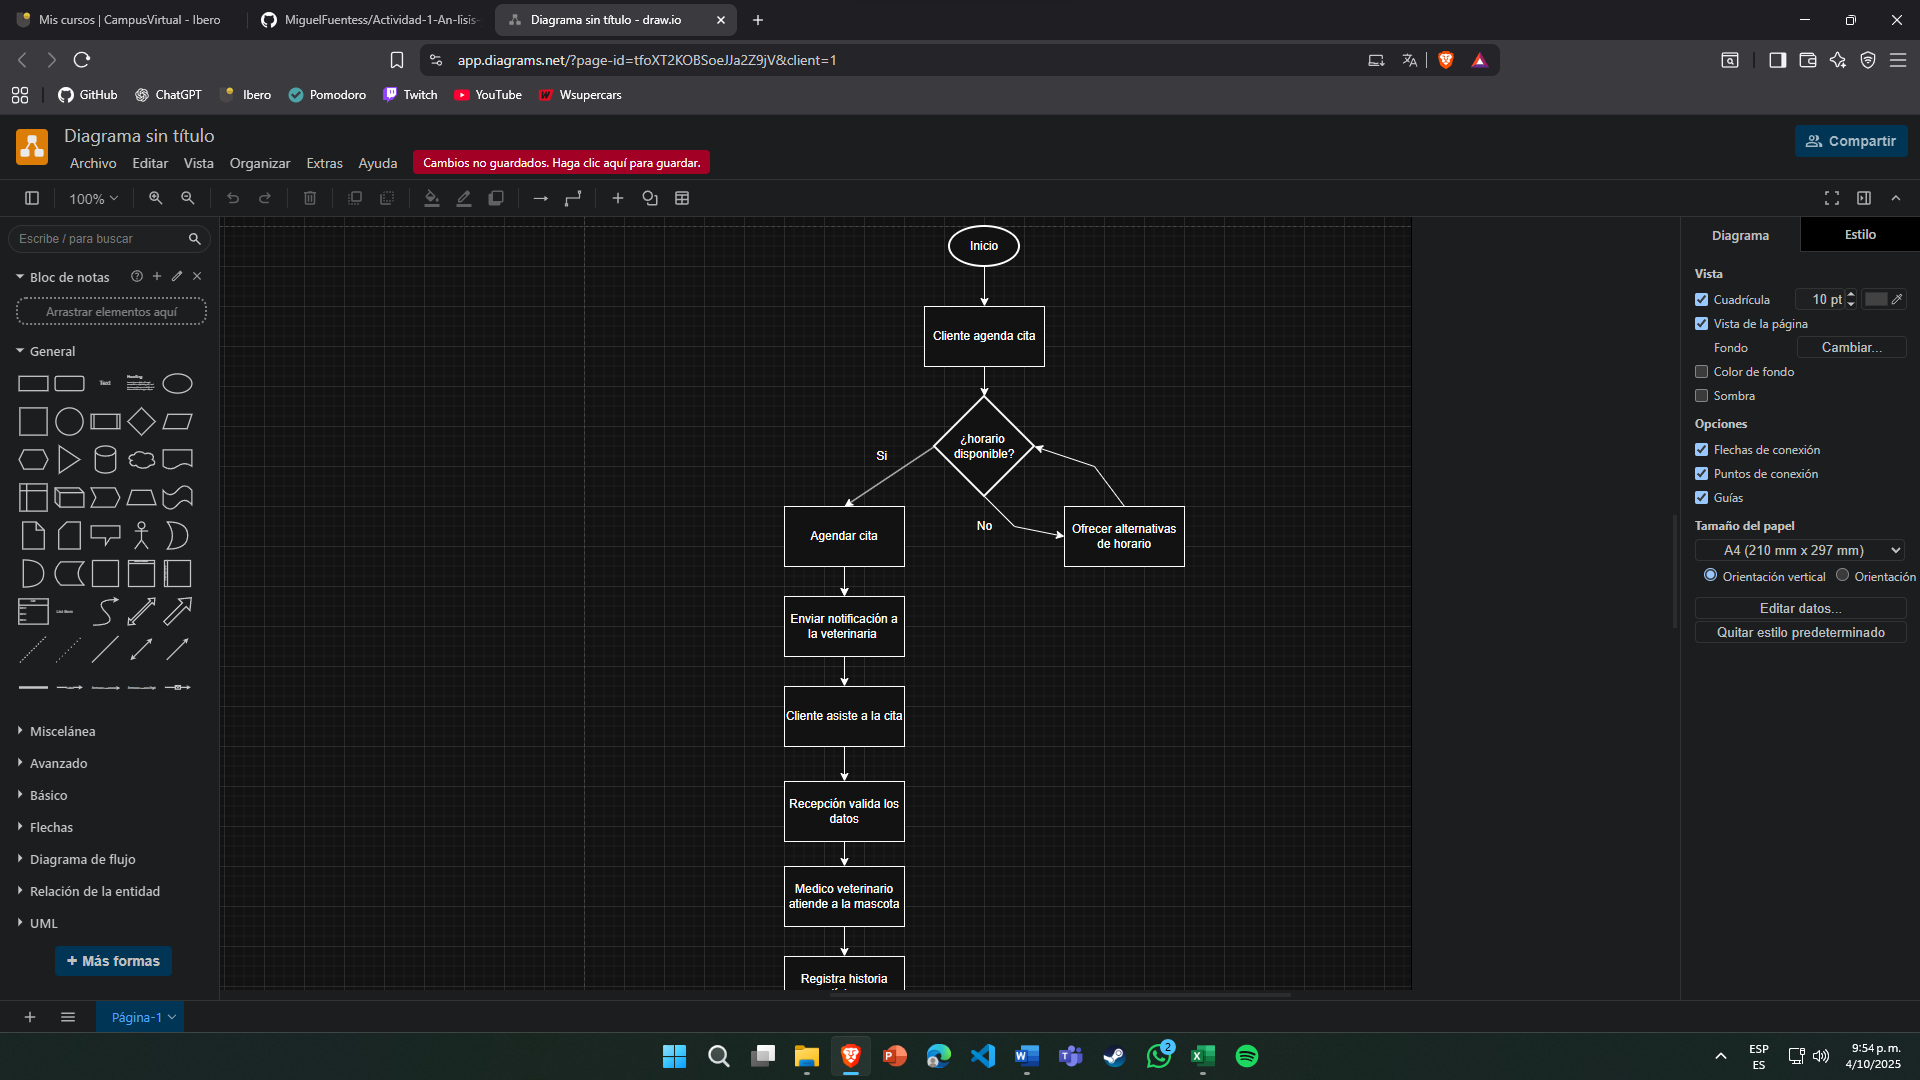 Mis cursos | CampusVirtual - Ibero
MiguelFuentess/Actividad-1-An-lisis-
Diagrama sin título - draw.io
app.diagrams.net/?page-id=tfoXT2KOBSoeJJa2Z9jV&client=1
GitHub
ChatGPT
Ibero
Pomodoro
Twitch
YouTube
Wsupercars
Diagrama sin título
Archivo Editar Vista Organizar Extras Ayuda
Cambios no guardados. Haga clic aquí para guardar.
Compartir
100%
Escribe / para buscar
Bloc de notas
Arrastrar elementos aquí
General
Text
Heading
List Item
Miscelánea
Avanzado
Básico
Flechas
Diagrama de flujo
Relación de la entidad
UML
+ Más formas
Inicio
Cliente agenda cita
¿horario
disponible?
Si
No
Agendar cita
Ofrecer alternativas
de horario
Enviar notificación a
la veterinaria
Cliente asiste a la cita
Recepción valida los
datos
Medico veterinario
atiende a la mascota
Registra historia
Diagrama
Estilo
Vista
Cuadrícula
10 pt
Vista de la página
Fondo
Cambiar...
Color de fondo
Sombra
Opciones
Flechas de conexión
Puntos de conexión
Guías
Tamaño del papel
A4 (210 mm x 297 mm)
Orientación vertical
Orientación
Editar datos...
Quitar estilo predeterminado
Página-1
2
ESP
ES
9:54 p. m.
4/10/2025